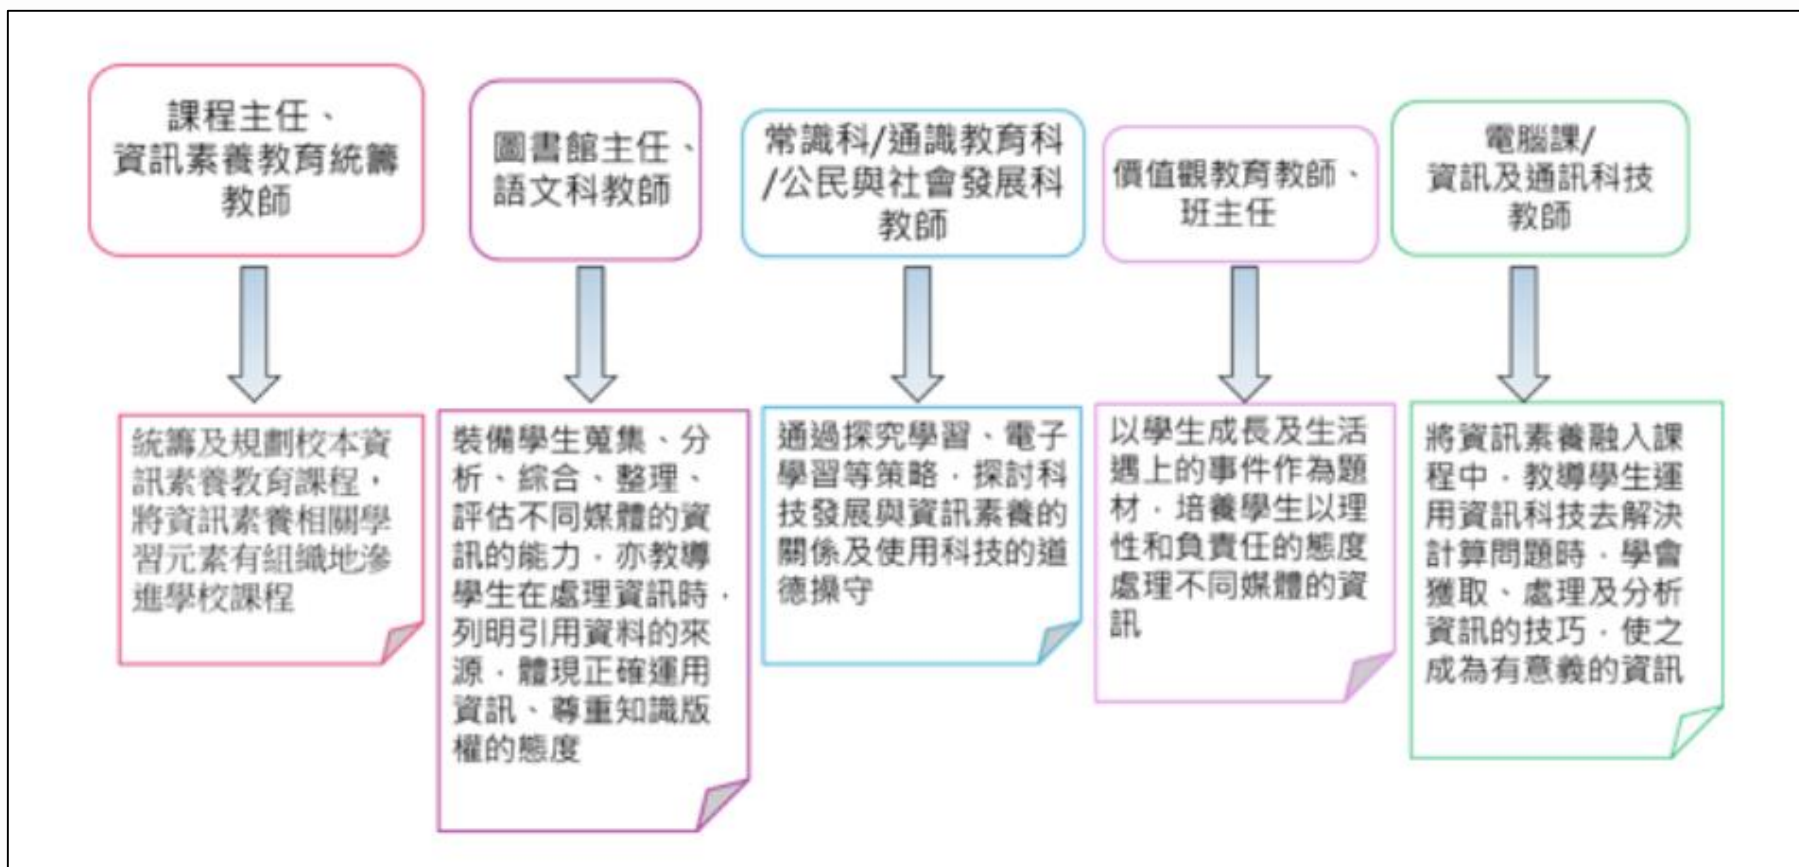 課程主任、
資訊素養教育統籌
教師
圖書館主任、
語文科教師
常識科/通識教育科
/公民與社會發展科
教師
價值觀教育教師、
班主任
電腦課/
資訊及通訊科技
教師
統籌及規劃校本資
訊素養教育課程，
將資訊素養相關學
習元素有組織地滲
進學校課程
裝備學生蒐集、分
析、綜合、整理、
評估不同媒體的資
訊的能力，亦教導
學生在處理資訊時，
列明引用資料的來
源，體現正確運用
資訊、尊重知識版
權的態度
通過探究學習、電子
學習等策略，探討科
技發展與資訊素養的
關係及使用科技的道
德操守
以學生成長及生活
遇上的事件作為題
材，培養學生以理
性和負責任的態度
處理不同媒體的資
訊
將資訊素養融入課
程中，教導學生運
用資訊科技去解決
計算問題時，學會
獲取、處理及分析
資訊的技巧，使之
成為有意義的資訊